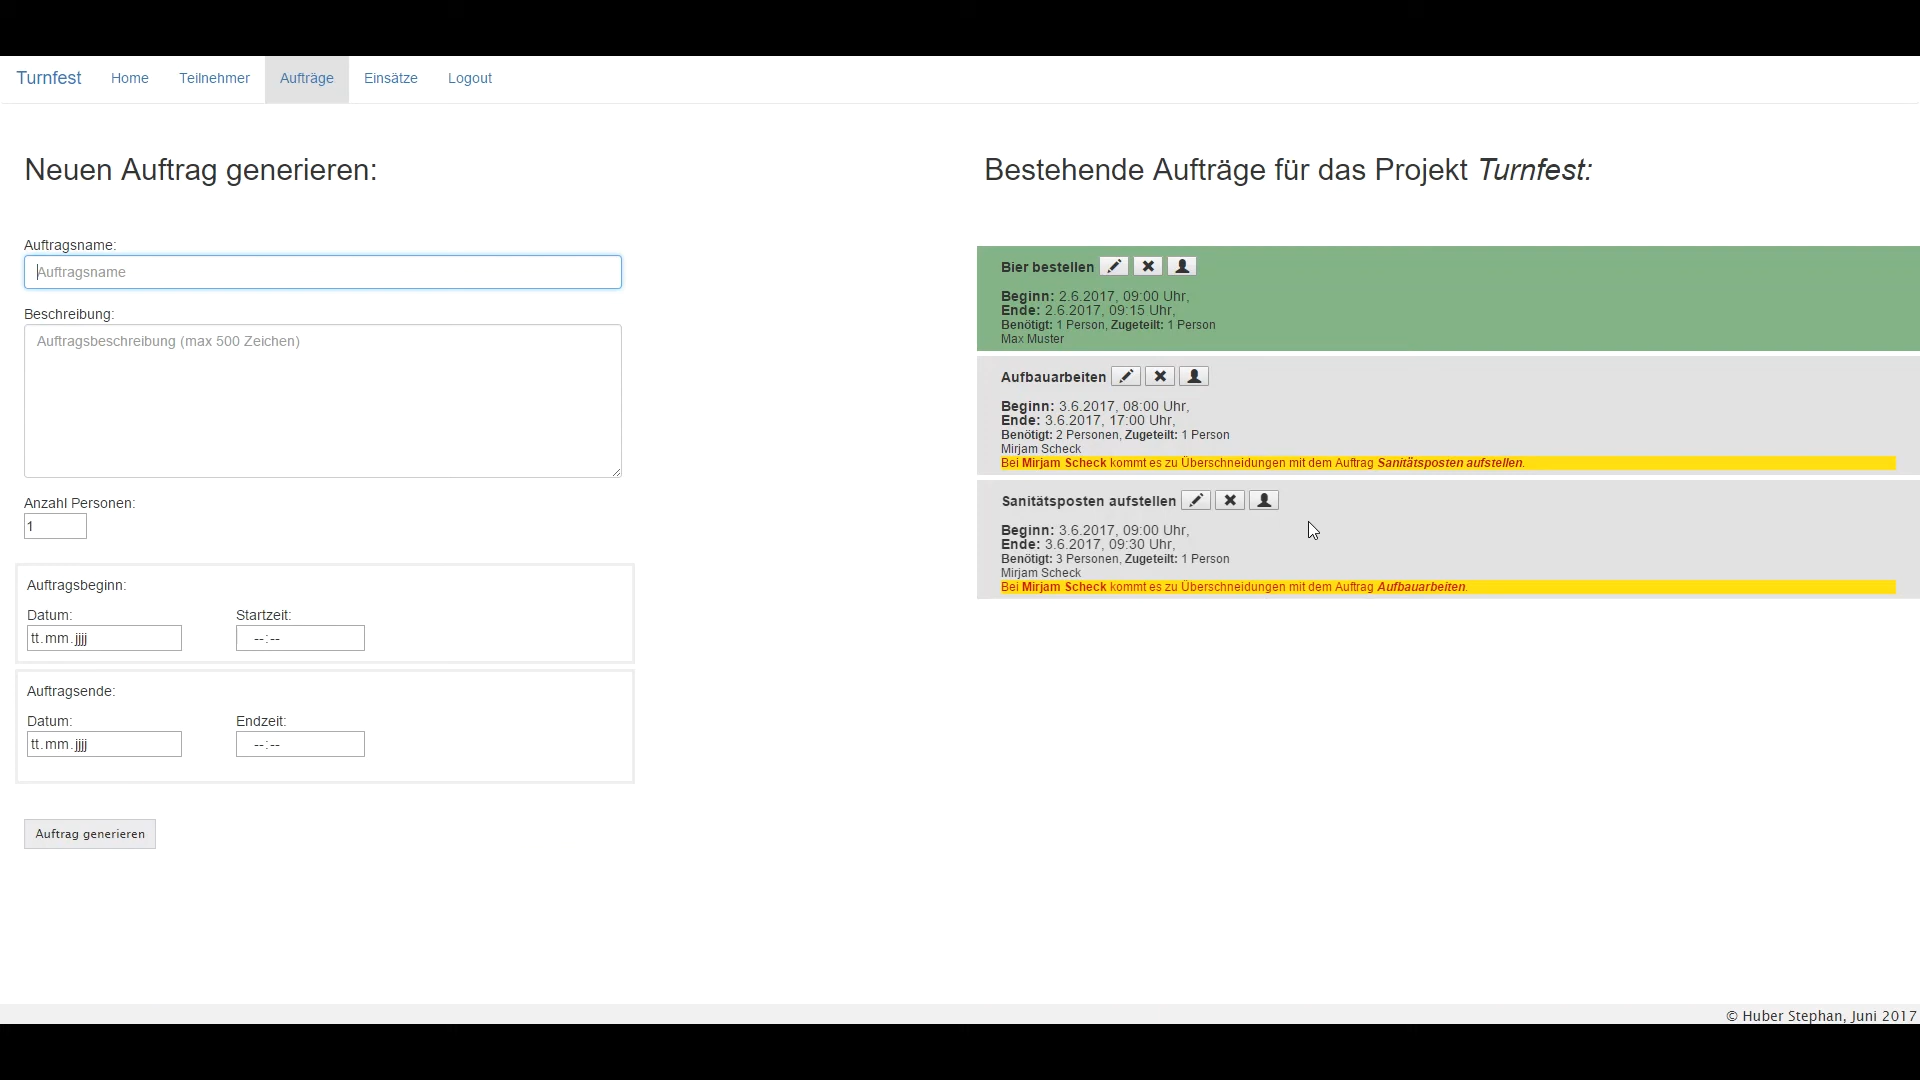 Turnfest Home Teilnehmer Aufträge Einsätze Logout
Neuen Auftrag generieren:
Auftragsname:
Auftragsname
Beschreibung:
Auftragsbeschreibung (max 500 Zeichen)
Anzahl Personen:
1
Auftragsbeginn:
Datum: Startzeit:
tt.mm.jjjj --:--
Auftragsende:
Datum: Endzeit:
tt.mm.jjjj --:--
Auftrag generieren
Bestehende Aufträge für das Projekt Turnfest:
Bier bestellen
Beginn: 2.6.2017, 09:00 Uhr,
Ende: 2.6.2017, 09:15 Uhr,
Benötigt: 1 Person, Zugeteilt: 1 Person
Max Muster
Aufbauarbeiten
Beginn: 3.6.2017, 08:00 Uhr,
Ende: 3.6.2017, 17:00 Uhr,
Benötigt: 2 Personen, Zugeteilt: 1 Person
Mirjam Scheck
Bei Mirjam Scheck kommt es zu Überschneidungen mit dem Auftrag Sanitätsposten aufstellen.
Sanitätsposten aufstellen
Beginn: 3.6.2017, 09:00 Uhr,
Ende: 3.6.2017, 09:30 Uhr,
Benötigt: 3 Personen, Zugeteilt: 1 Person
Mirjam Scheck
Bei Mirjam Scheck kommt es zu Überschneidungen mit dem Auftrag Aufbauarbeiten.
© Huber Stephan, Juni 2017